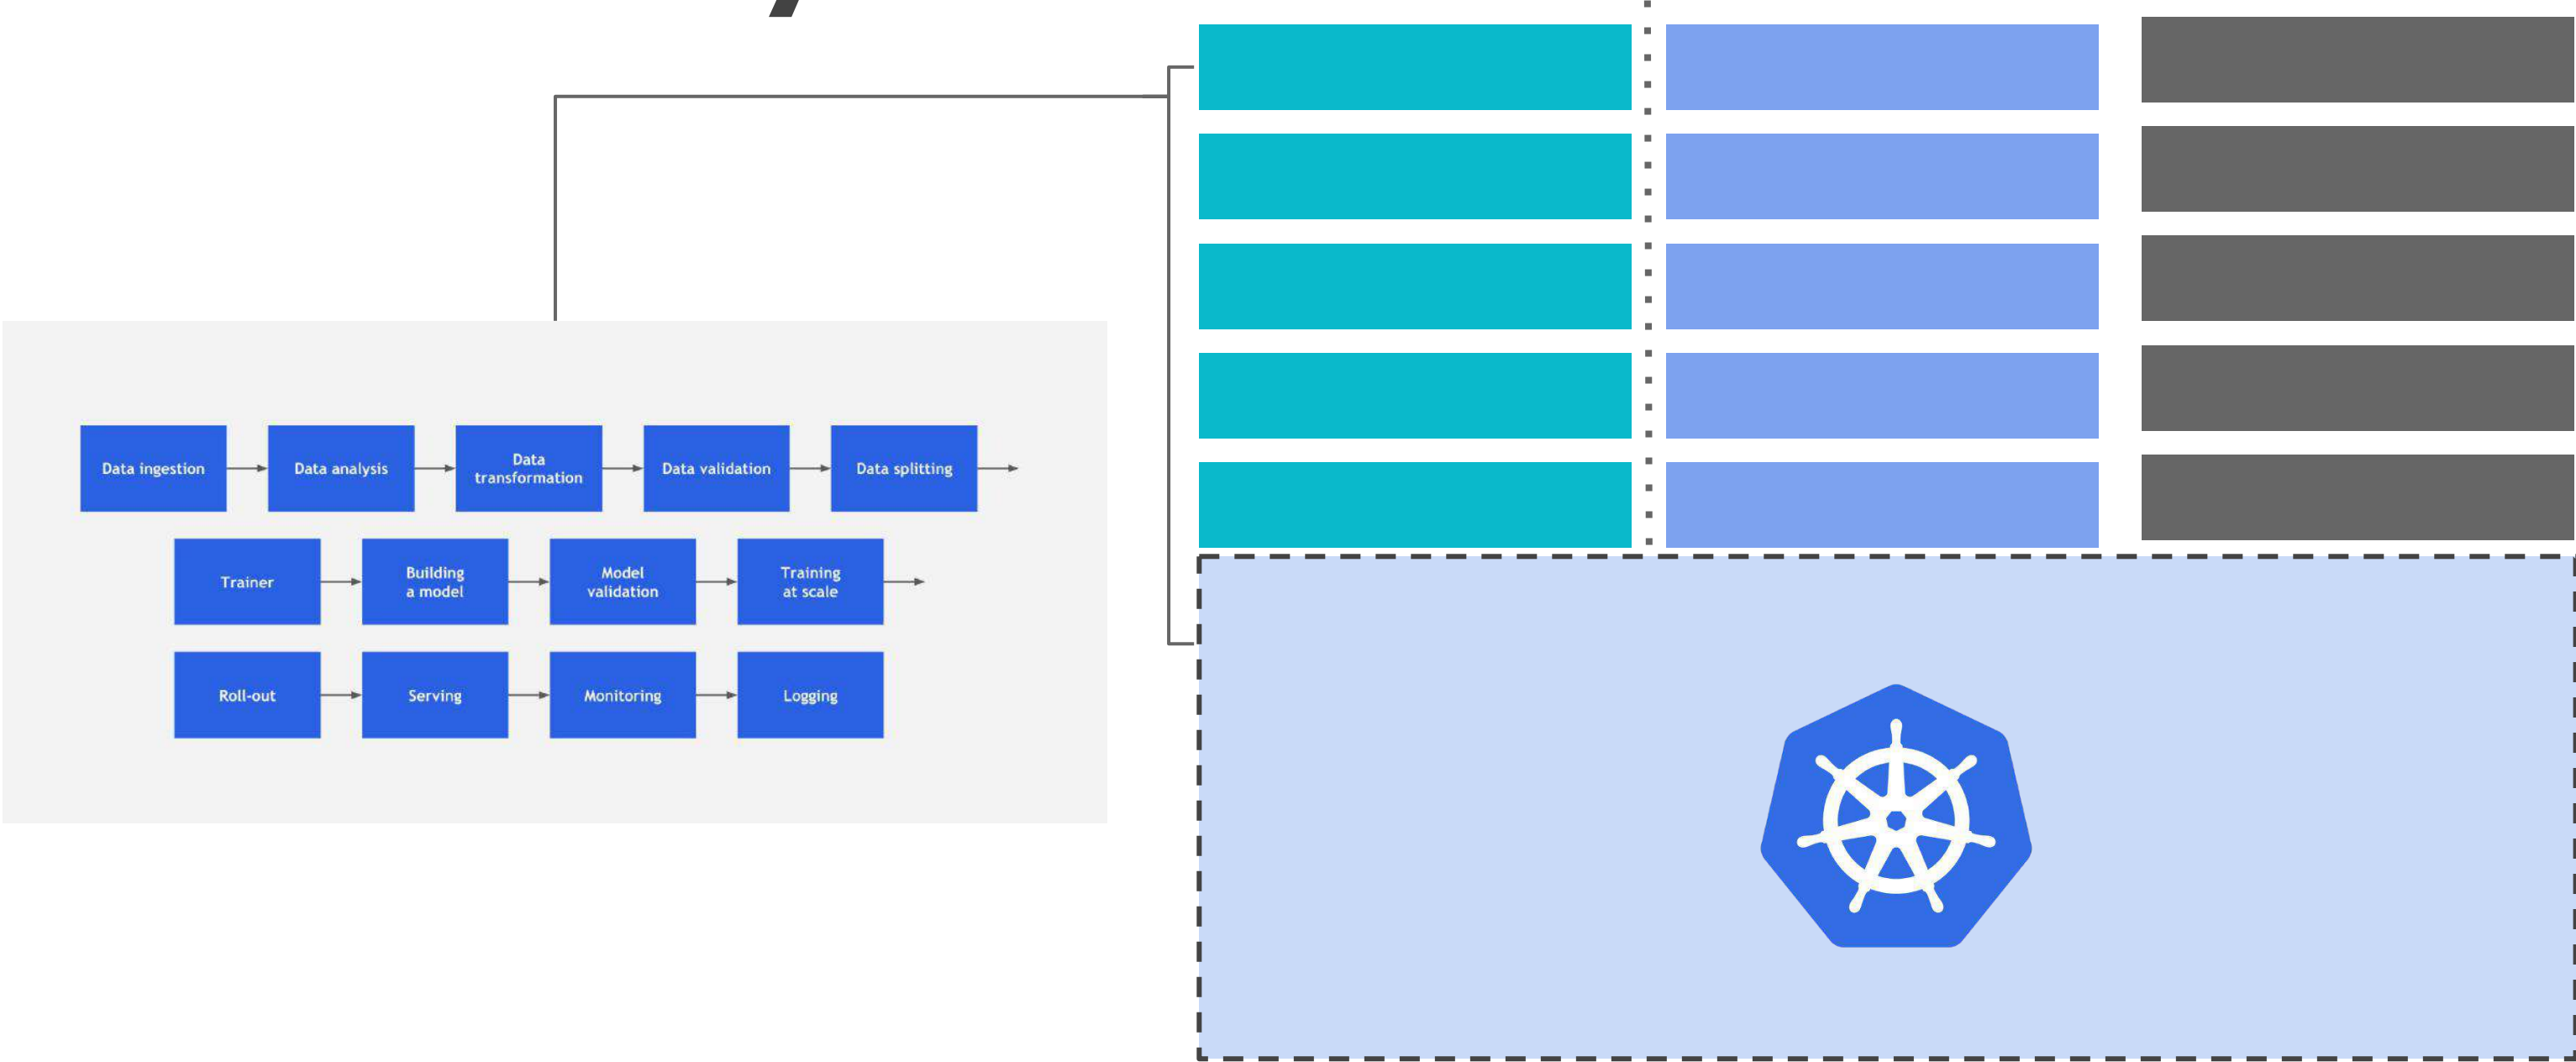 Data ingestion
Data analysis
Data
transformation
Data validation
Data splitting
Trainer
Building
a model
Model
validation
Training
at scale
Roll-out
Serving
Monitoring
Logging